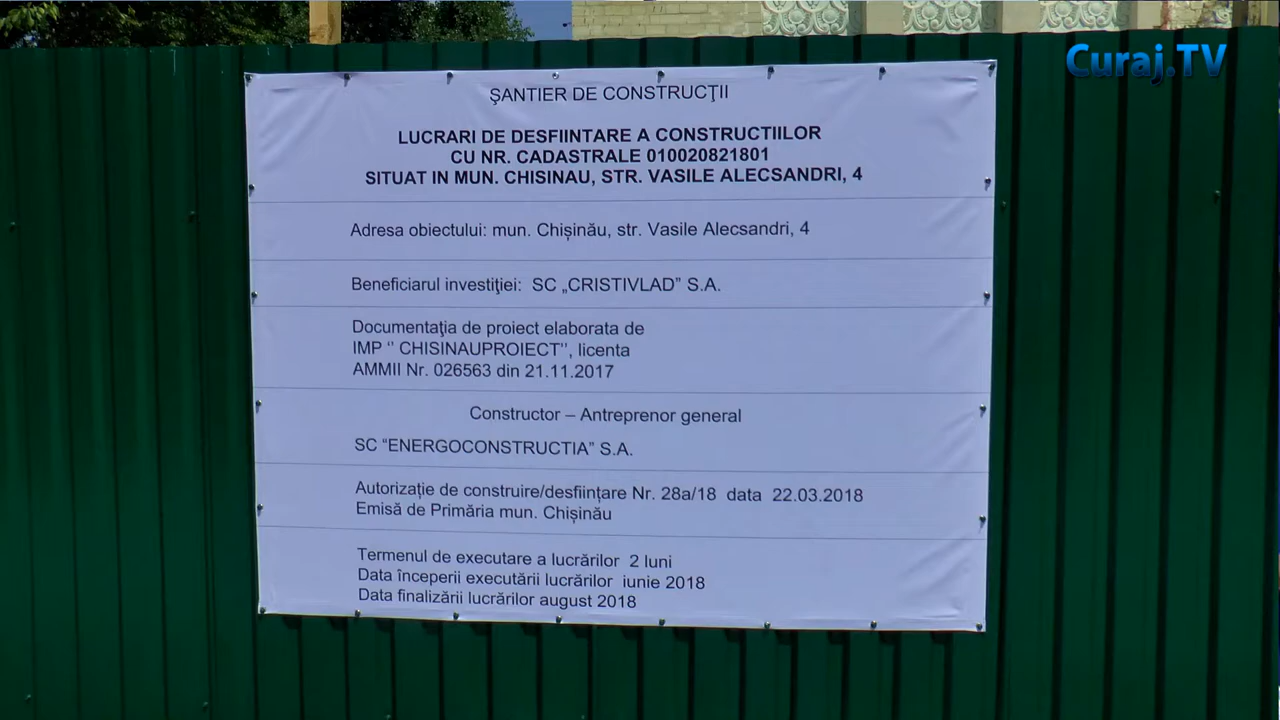 Curaj.TV
ŞANTIER DE CONSTRUCŢII
LUCRARI DE DESFIINTARE A CONSTRUCTIILOR
CU NR. CADASTRALE 010020821801
SITUAT IN MUN. CHISINAU, STR. VASILE ALECSANDRI, 4
Adresa obiectului: mun. Chișinău, str. Vasile Alecsandri, 4
Beneficiarul investiţiei: SC „CRISTIVLAD” S.A.
Documentaţia de proiect elaborata de
IMP ‘‘ CHISINAUPROIECT’’, licenta
AMMII Nr. 026563 din 21.11.2017
Constructor – Antreprenor general
SC “ENERGOCONSTRUCTIA” S.A.
Autorizație de construire/desființare Nr. 28a/18 data 22.03.2018
Emisă de Primăria mun. Chișinău
Termenul de executare a lucrărilor 2 luni
Data începerii executării lucrărilor iunie 2018
Data finalizării lucrărilor august 2018